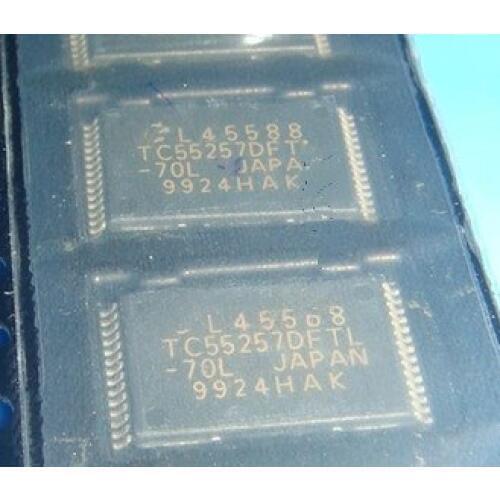 L45588
TC55257DFT
-70L JAPA
9924HAK
L45588
TC55257DFTL
-70L JAPAN
9924HAK